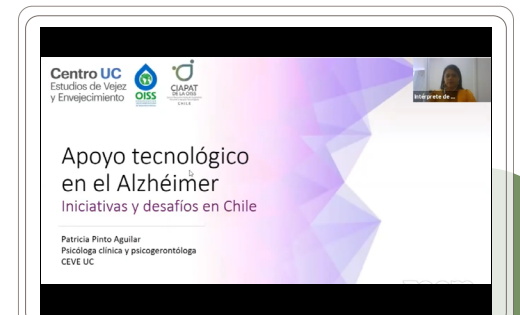 Centro UC
Estudios de Vejez
y Envejecimiento
OISS
CIAPAT
DE LA OISS
CHILE
Intérprete de ...
Apoyo tecnológico
en el Alzhéimer
Iniciativas y desafíos en Chile
Patricia Pinto Aguilar
Psicóloga clínica y psicogerontóloga
CEVE UC